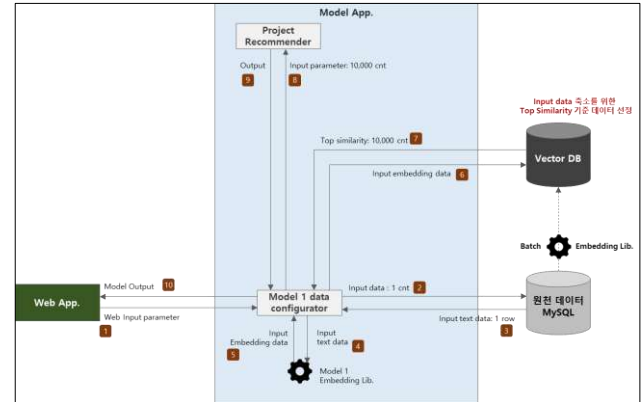 Model App.
Project
Recommender
Output
Input parameter: 10,000 cnt
9
8
Input data 축소를 위한
Top Similarity 기준 데이터 선정
Top similarity: 10,000 cnt
7
Vector DB
Input embedding data
6
Batch
Embedding Lib.
Model Output
10
Web App.
Web Input parameter
1
Model 1 data
configurator
Input data : 1 cnt
2
원천 데이터
MySQL
Input text data: 1 row
3
Input
Embedding data
5
Input
text data
4
Model 1
Embedding Lib.